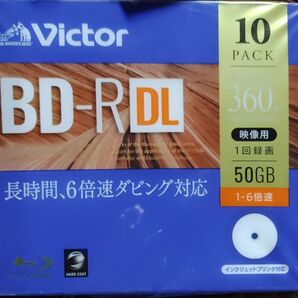 Victor
BD-R DL
長時間、6倍速ダビング対応
HARD COAT
10
PACK
360
映像用
1回録画
50GB
1-6倍速
インクジェットプリンタ対応